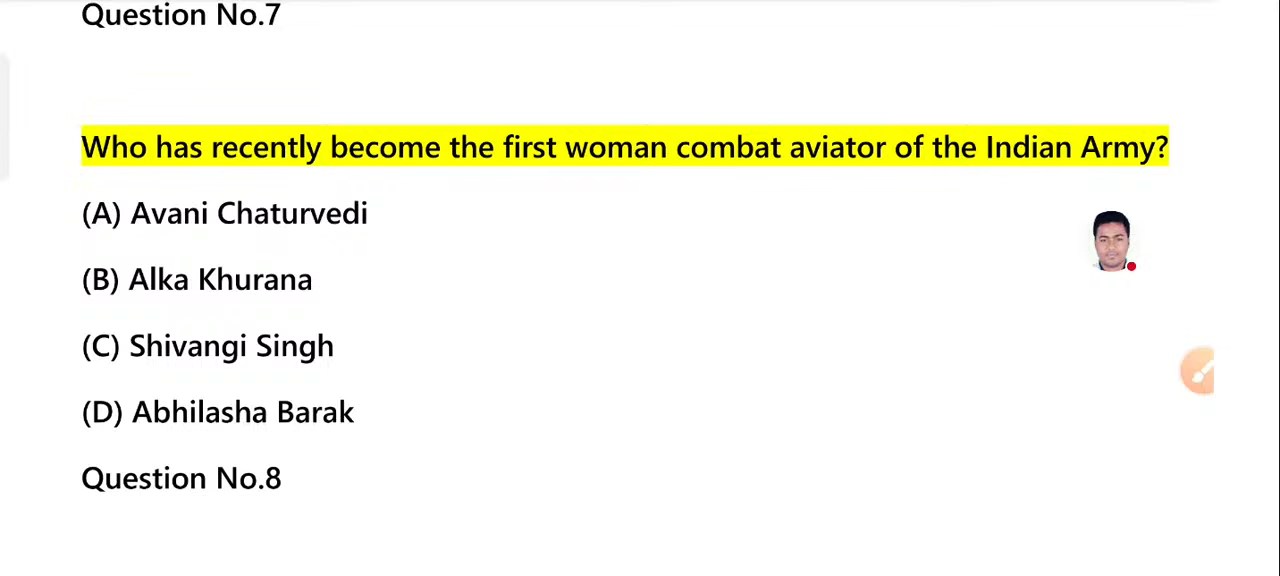 Question No.7
Who has recently become the first woman combat aviator of the Indian Army?
(A) Avani Chaturvedi
(B) Alka Khurana
(C) Shivangi Singh
(D) Abhilasha Barak
Question No.8